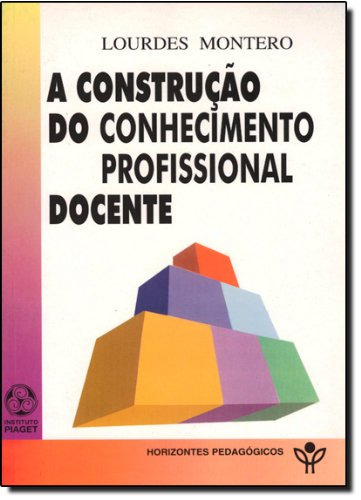 LOURDES MONTERO
A CONSTRUÇÃO
DO CONHECIMENTO
PROFISSIONAL
DOCENTE
INSTITUTO
PIAGET
HORIZONTES PEDAGÓGICOS